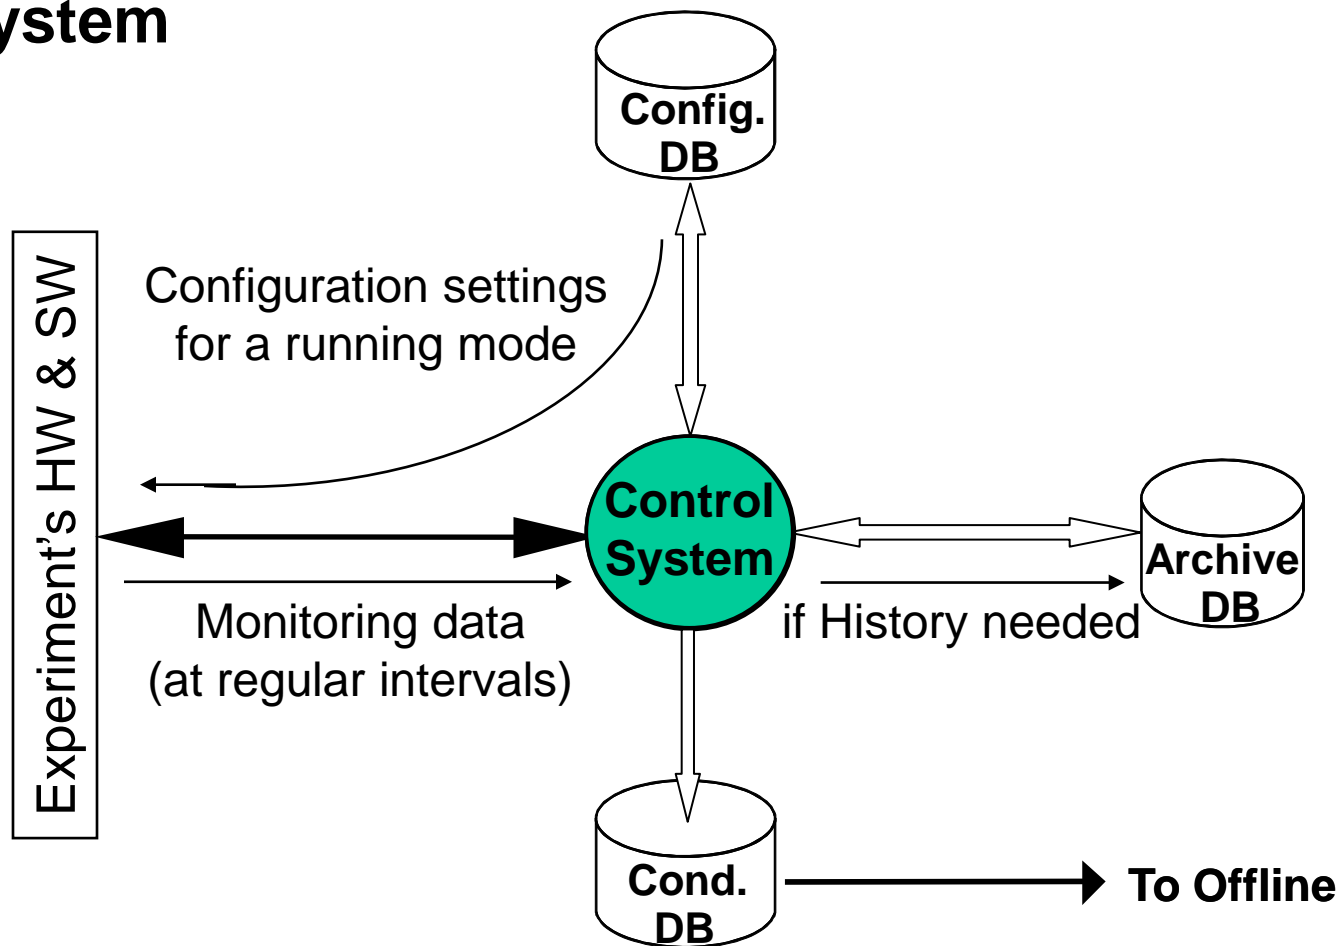 ystem
Config.
DB
Configuration settings
for a running mode
Experiment's HW & SW
Control
System
Archive
DB
Monitoring data
(at regular intervals)
if History needed
Cond.
DB
To Offline